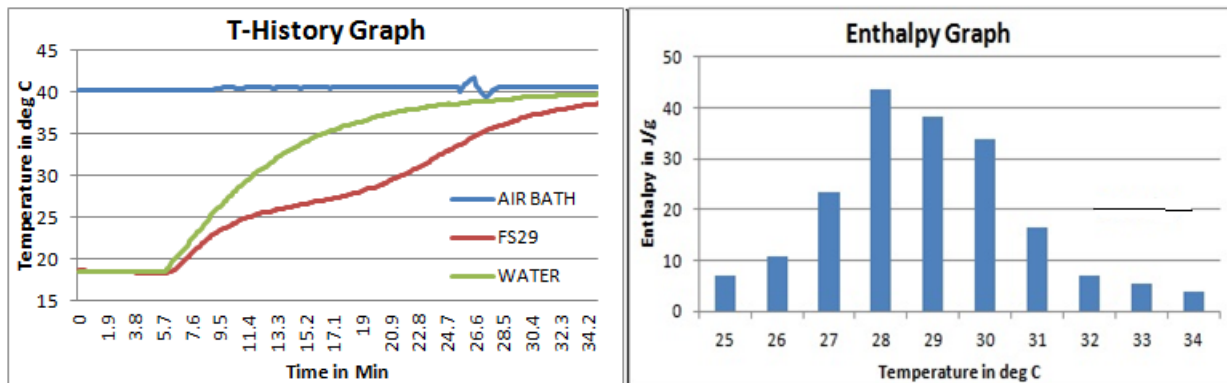 T-History Graph
Temperature in deg C
45
40
35
30
25
20
15
AIR BATH
FS29
WATER
0 1.9 3.8 5.7 7.6 9.5 11.4 13.3 15.2 17.1 1.9 20.9 22.8 24.7 26.6 28.5 30.4 32.3 34.2
Time in Min
Enthalpy Graph
Enthalpy in J/g
50
40
30
20
10
0
25 26 27 28 29 30 31 32 33 34
Temperature in deg C